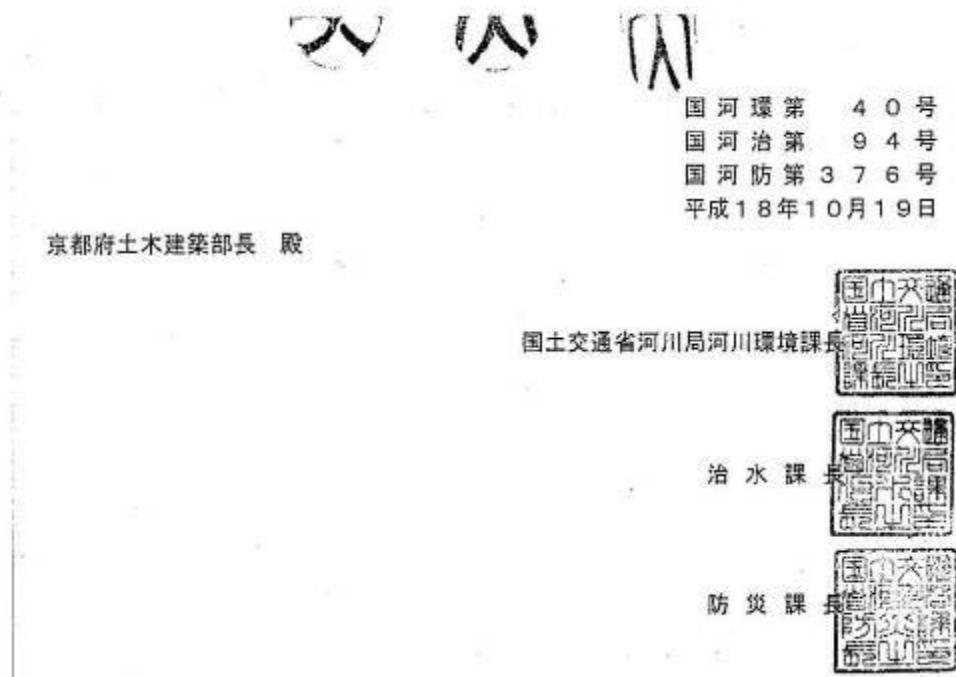 国河環第　４０号
国河治第　９４号
国河防第３７６号
平成１８年１０月１９日
京都府土木建築部長　殿
国土交通省河川局河川環境課長
治水課長
防災課長